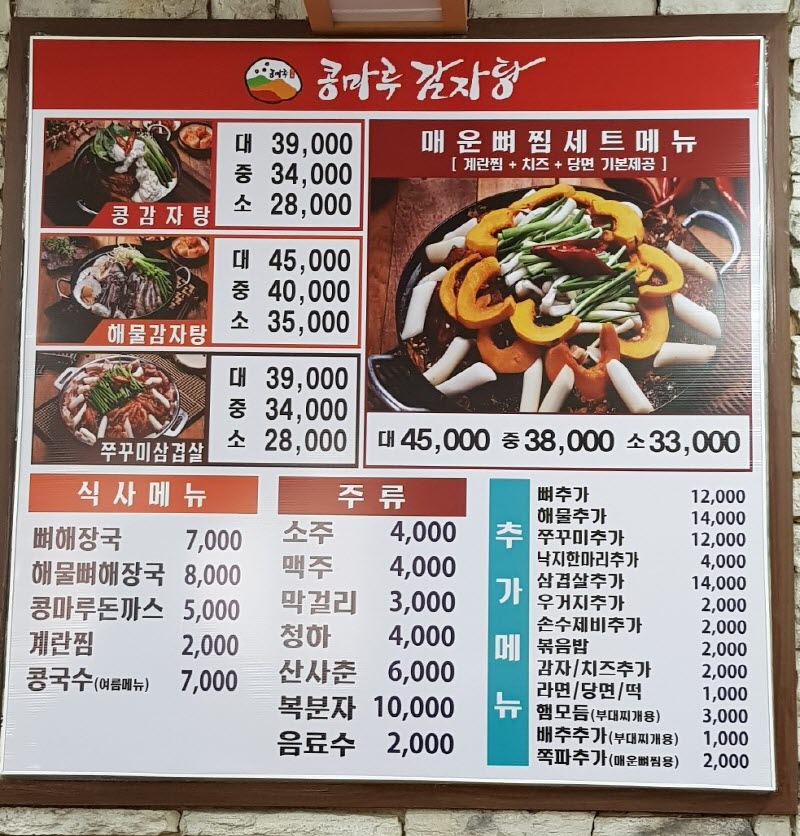 콩마루
콩마루 감자탕
콩감자탕
대 39,000
중 34,000
소 28,000
해물감자탕
대 45,000
중 40,000
소 35,000
쭈꾸미삼겹살
대 39,000
중 34,000
소 28,000
매운뼈찜세트메뉴
[ 계란찜 + 치즈 + 당면 기본제공 ]
대 45,000 중 38,000 소 33,000
식사메뉴
뼈해장국 7,000
해물뼈해장국 8,000
콩마루돈까스 5,000
계란찜 2,000
콩국수(여름메뉴) 7,000
주류
소주 4,000
맥주 4,000
막걸리 3,000
청하 4,000
산사춘 6,000
복분자 10,000
음료수 2,000
추가메뉴
뼈추가 12,000
해물추가 14,000
쭈꾸미추가 12,000
낙지한마리추가 4,000
삼겹살추가 14,000
우거지추가 2,000
손수제비추가 2,000
볶음밥 2,000
감자/치즈추가 2,000
라면/당면/떡 1,000
햄모듬(부대찌개용) 3,000
배추추가(부대찌개용) 1,000
쪽파추가(매운뼈찜용) 2,000